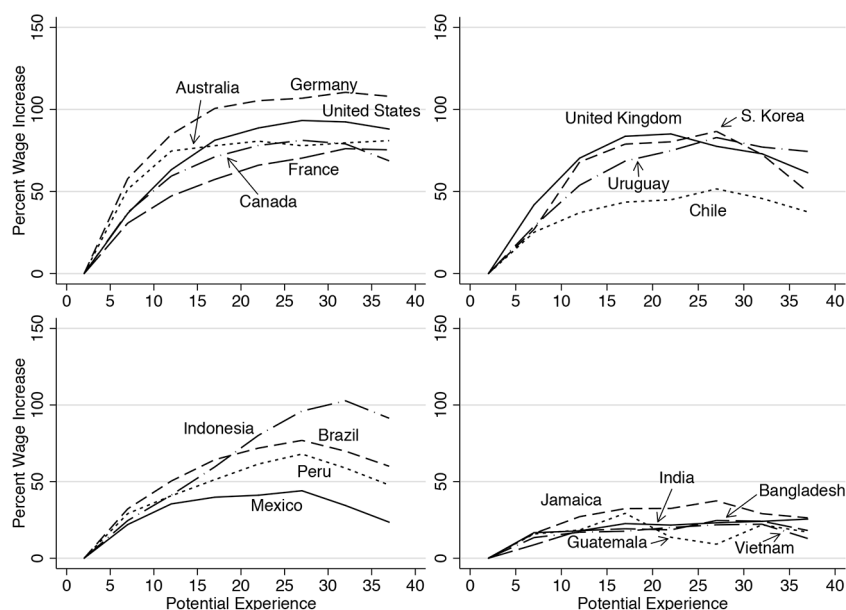 Percent Wage Increase
150
100
50
0
Australia
Germany
United States
France
Canada
0 5 10 15 20 25 30 35 40
150
100
50
0
United Kingdom
S. Korea
Uruguay
Chile
0 5 10 15 20 25 30 35 40
Percent Wage Increase
150
100
50
0
Indonesia
Brazil
Peru
Mexico
0 5 10 15 20 25 30 35 40
Potential Experience
150
100
50
0
India
Jamaica
Bangladesh
Guatemala
Vietnam
0 5 10 15 20 25 30 35 40
Potential Experience